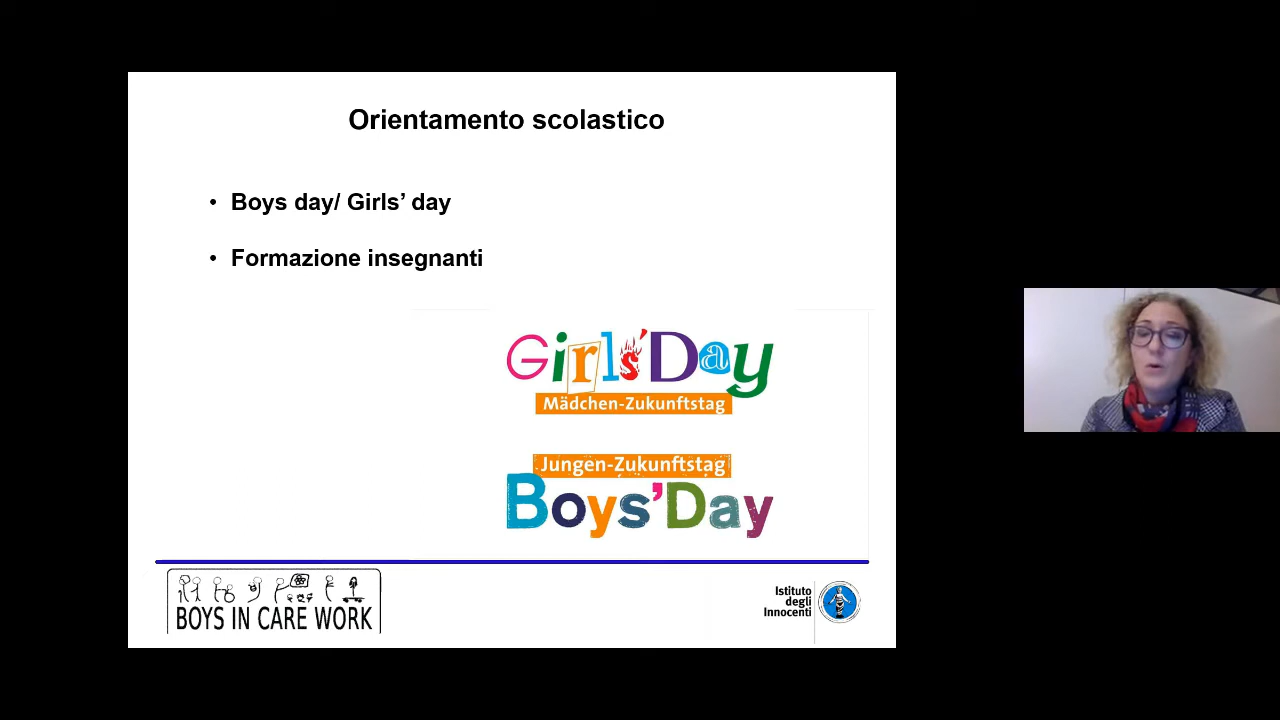 Orientamento scolastico
• Boys day/ Girls’ day
• Formazione insegnanti
Girls’Day
Mädchen-Zukunftstag
Jungen-Zukunftstag
Boys’Day
BOYS IN CARE WORK
Istituto
degli
Innocenti